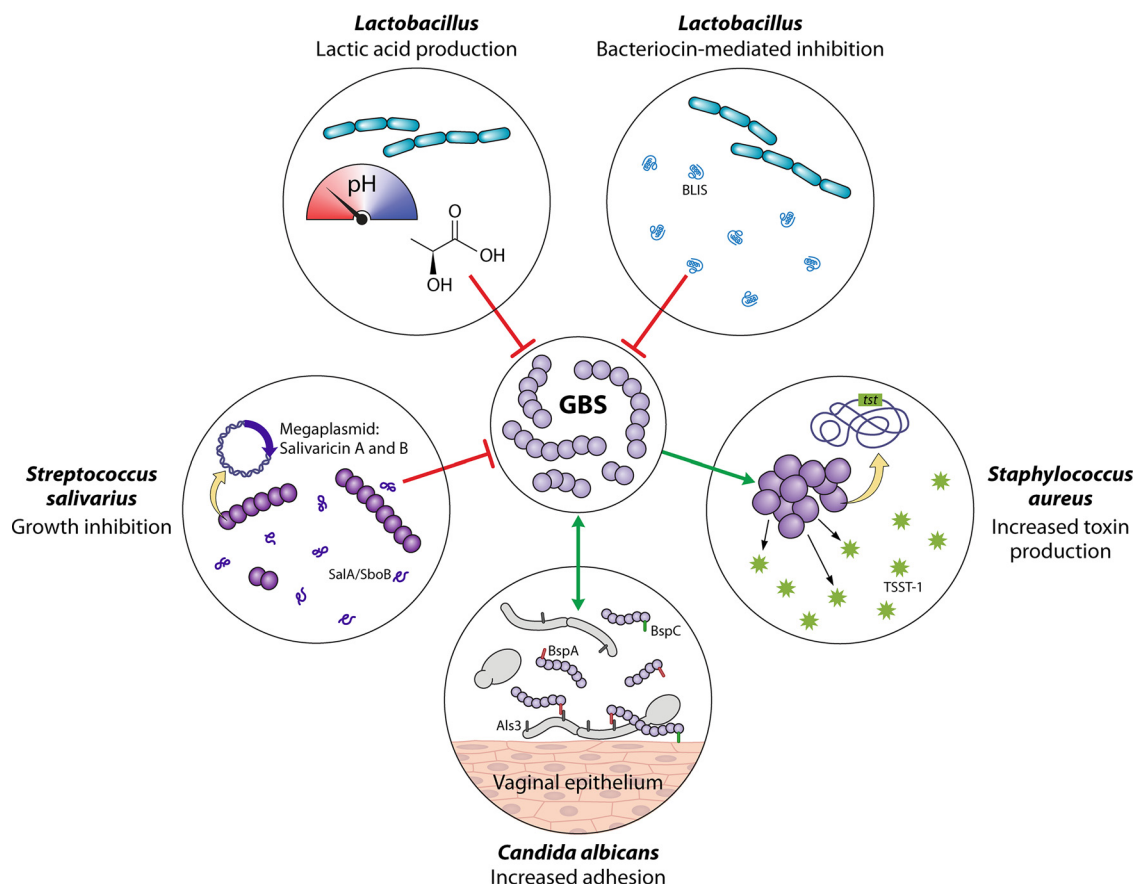 Lactobacillus
Lactic acid production
Lactobacillus
Bacteriocin-mediated inhibition
pH
O
OH
OH
BLIS
GBS
Megaplasmid:
Salivaricin A and B
SalA/SboB
Streptococcus
salivarius
Growth inhibition
tst
TSST-1
Staphylococcus
aureus
Increased toxin
production
BspC
BspA
Als3
Vaginal epithelium
Candida albicans
Increased adhesion